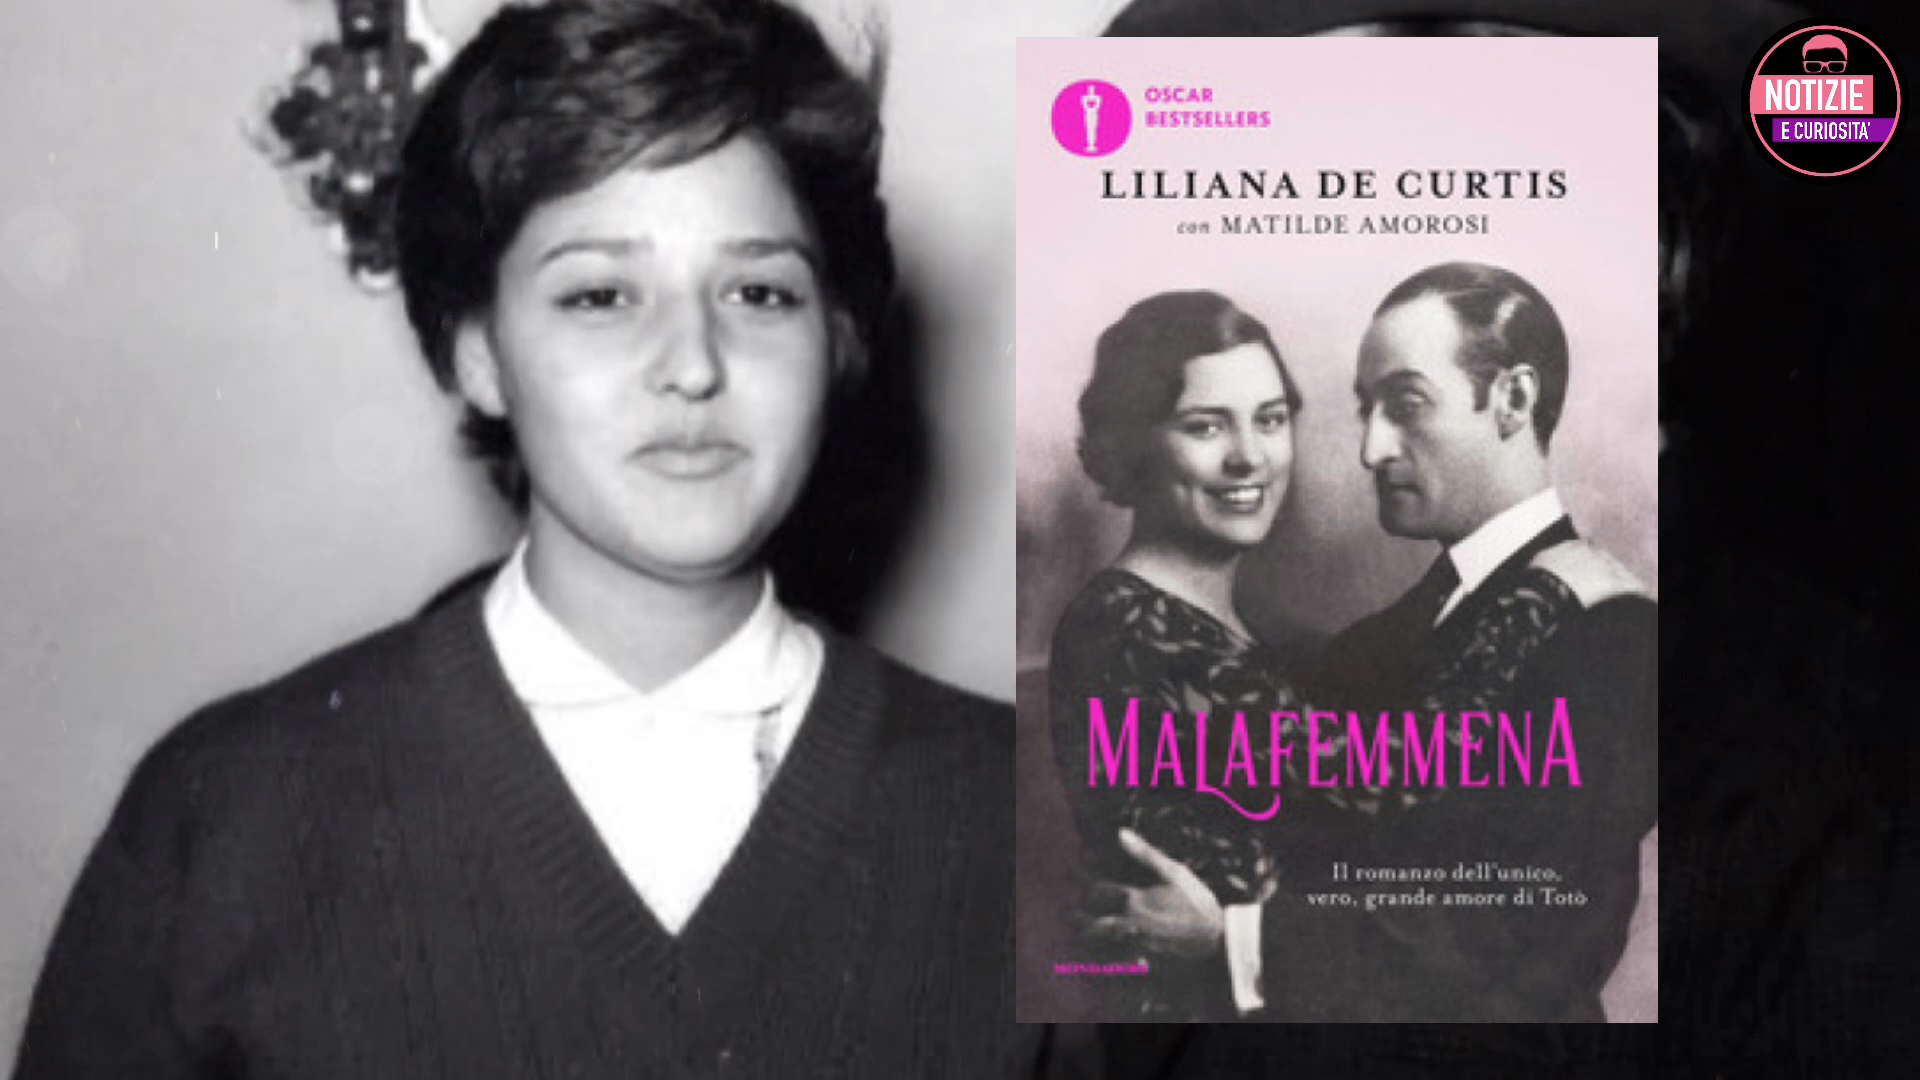 NOTIZIE
E CURIOSITA'
OSCAR
BESTSELLERS
LILIANA DE CURTIS
con MATILDE AMOROSI
MALAFEMMENA
Il romanzo dell'unico,
vero, grande amore di Totò
MONDADORI